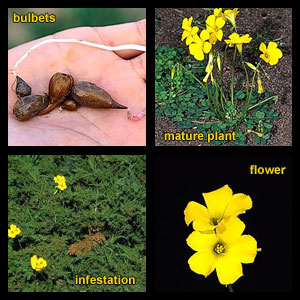 bulbets
mature plant
infestation
flower